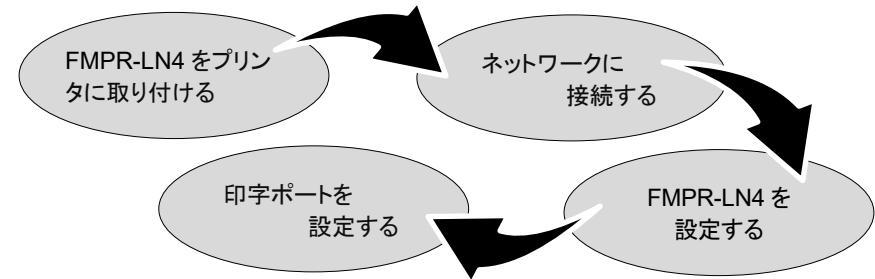 FMPR-LN4 をプリン
タに取り付ける
ネットワークに
接続する
FMPR-LN4 を
設定する
印字ポートを
設定する